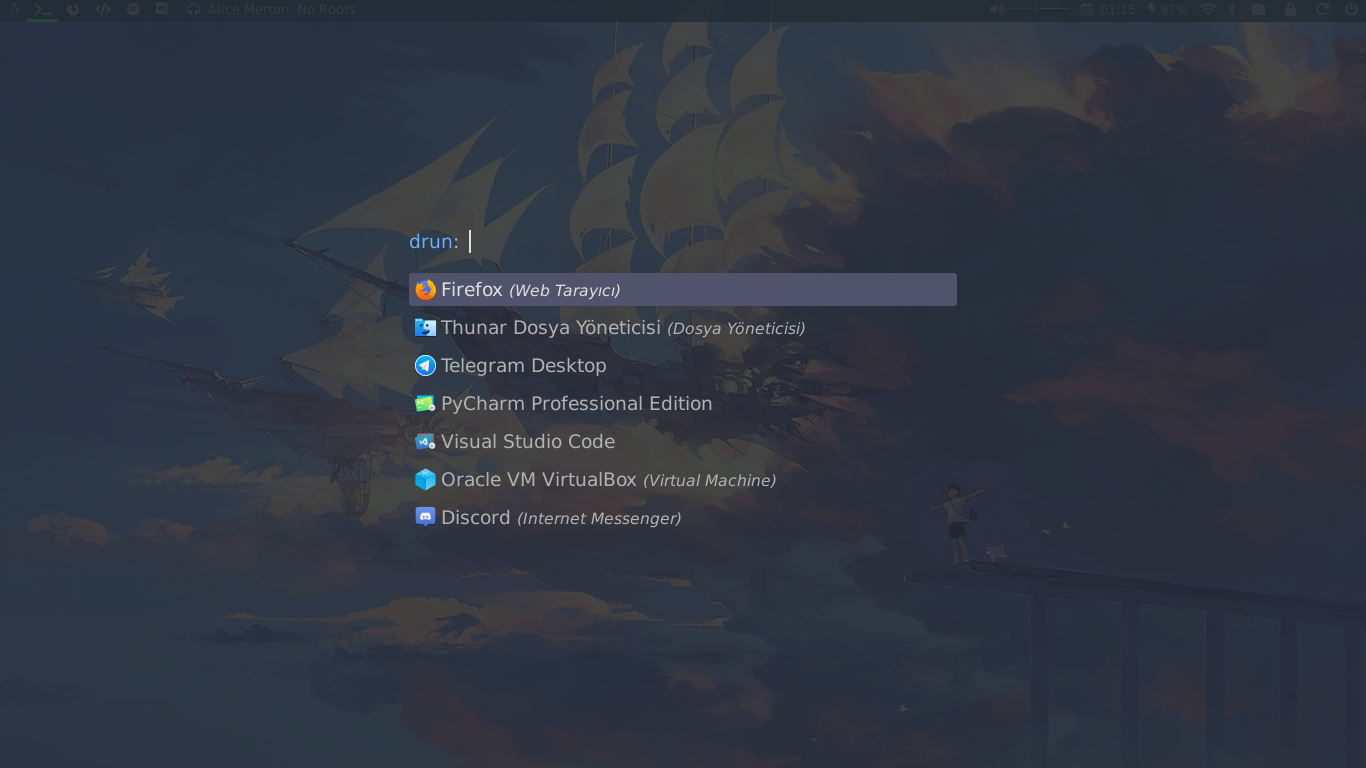 Alice Merton: No Roots
01:15
97%
drun:
Firefox (Web Tarayıcı)
Thunar Dosya Yöneticisi (Dosya Yöneticisi)
Telegram Desktop
PyCharm Professional Edition
Visual Studio Code
Oracle VM VirtualBox (Virtual Machine)
Discord (Internet Messenger)